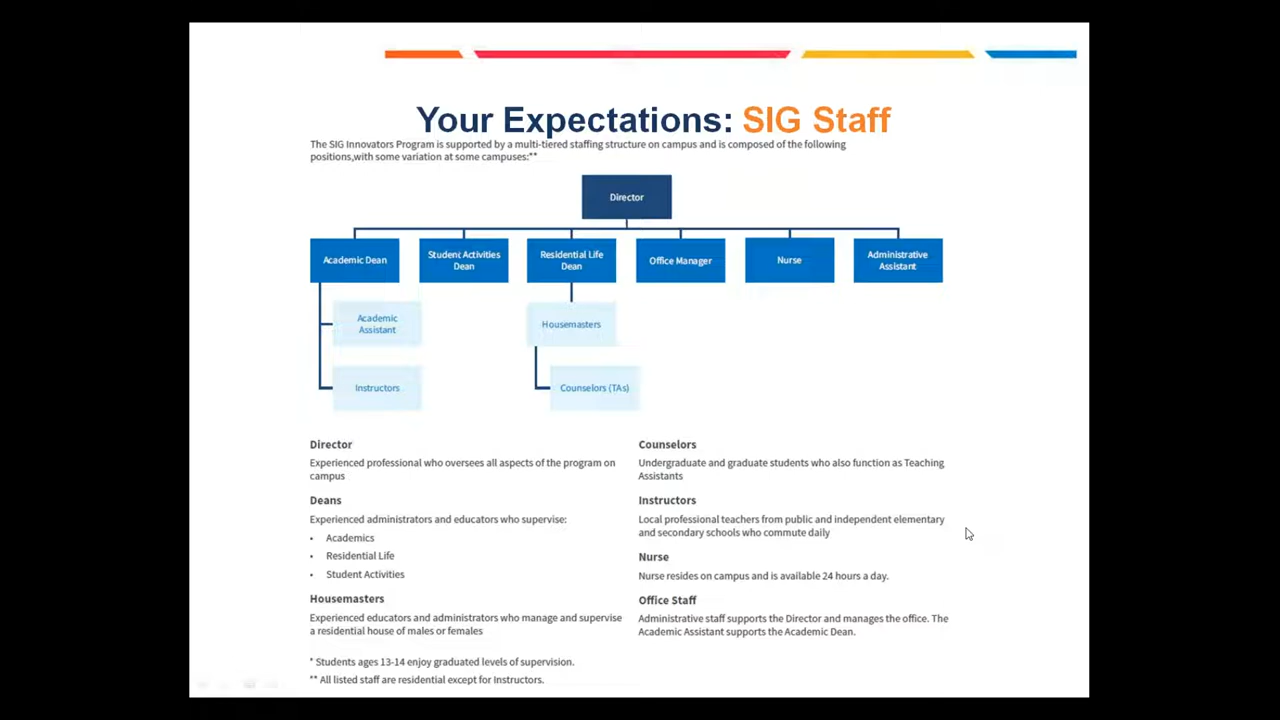 Your Expectations: SIG Staff
The SIG Innovators Program is supported by a multi-tiered staffing structure on campus and is composed of the following
positions,with some variation at some campuses:**
Director
Academic Dean
Student Activities
Dean
Residential Life
Dean
Office Manager
Nurse
Administrative
Assistant
Academic
Assistant
Housemasters
Instructors
Counselors (TAs)
Director
Experienced professional who oversees all aspects of the program on
campus
Deans
Experienced administrators and educators who supervise:
• Academics
• Residential Life
• Student Activities
Housemasters
Experienced educators and administrators who manage and supervise
a residential house of males or females
Counselors
Undergraduate and graduate students who also function as Teaching
Assistants
Instructors
Local professional teachers from public and independent elementary
and secondary schools who commute daily
Nurse
Nurse resides on campus and is available 24 hours a day.
Office Staff
Administrative staff supports the Director and manages the office. The
Academic Assistant supports the Academic Dean.
* Students ages 13-14 enjoy graduated levels of supervision.
** All listed staff are residential except for Instructors.